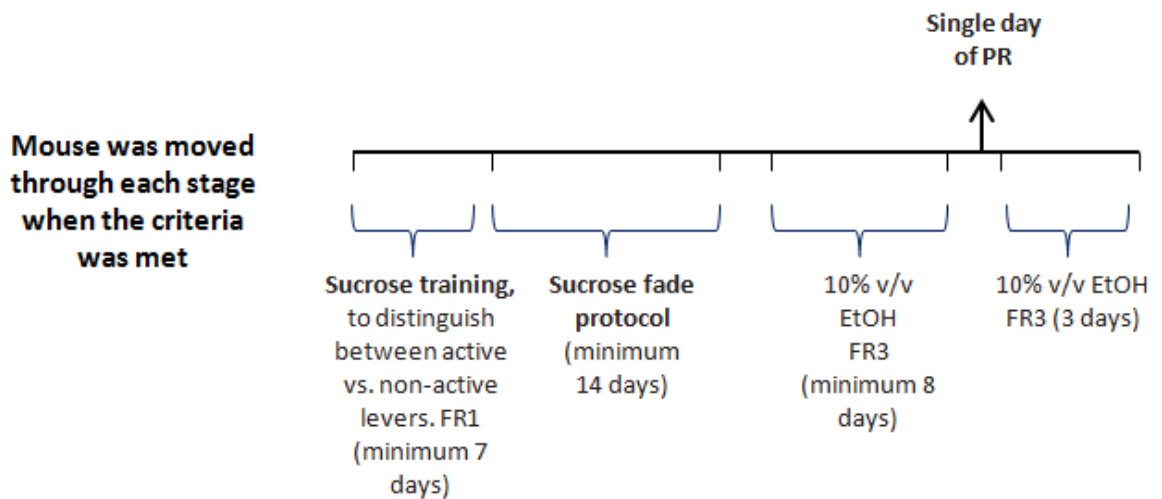 Single day
of PR
Mouse was moved
through each stage
when the criteria
was met
Sucrose training,
to distinguish
between active
vs. non-active
levers. FR1
(minimum 7
days)
Sucrose fade
protocol
(minimum
14 days)
10% v/v
EtOH
FR3
(minimum 8
days)
10% v/v EtOH
FR3 (3 days)